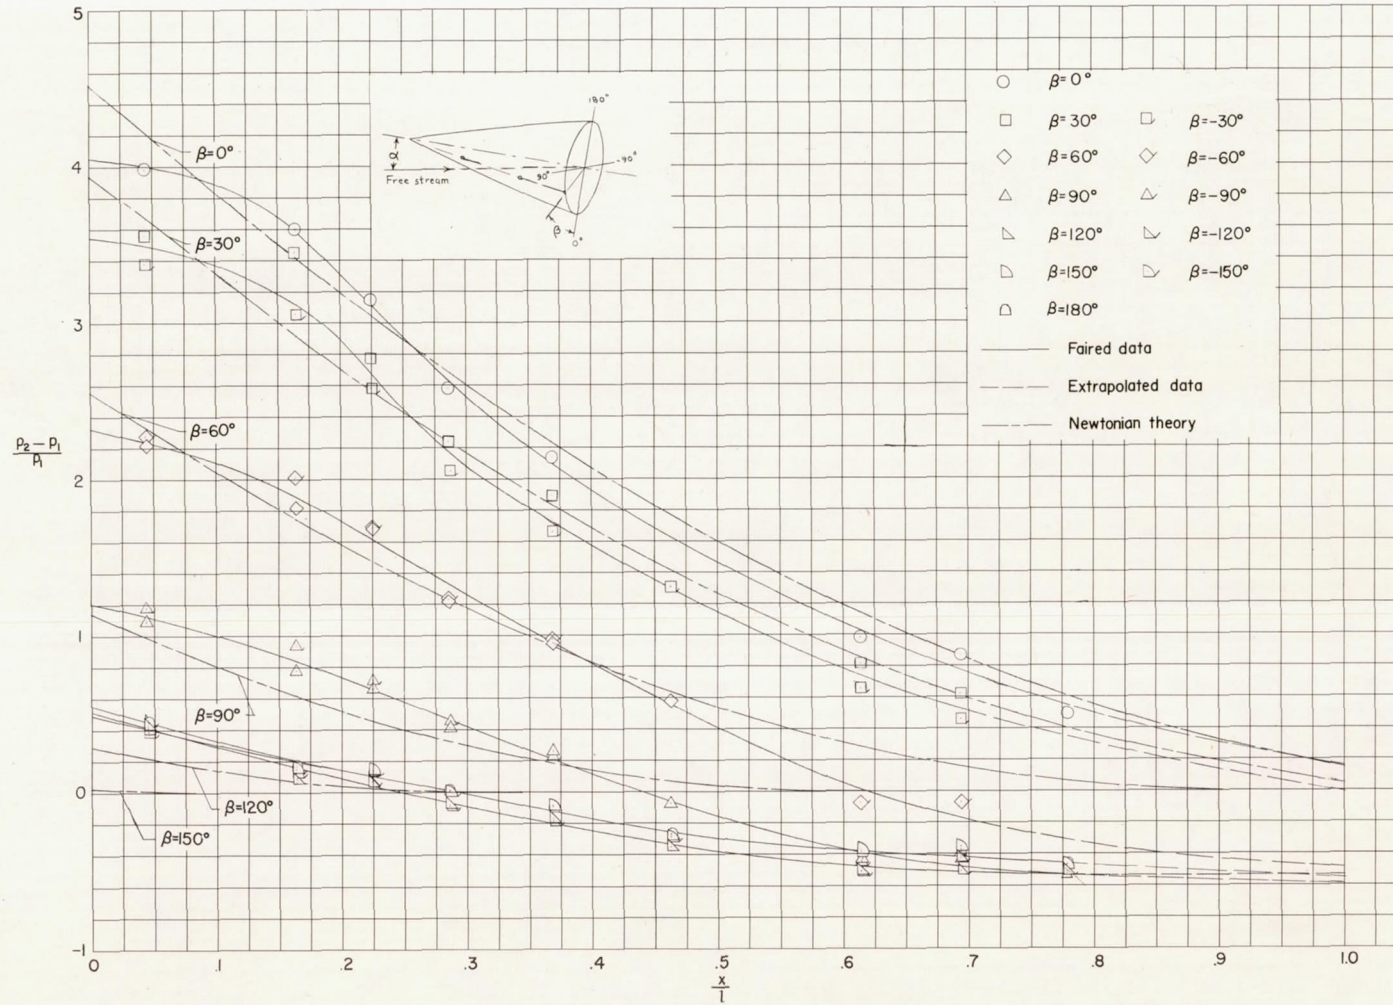 5
4
3
2
1
0
-1
p₂ – p₁
p₁
β=0°
β=30°
β=60°
β=90°
β=120°
β=150°
180°
-90°
90°
α
Free stream
β
0°
β=0°
β=30° β=-30°
β=60° β=-60°
β=90° β=-90°
β=120° β=-120°
β=150° β=-150°
β=180°
Faired data
Extrapolated data
Newtonian theory
0 .1 .2 .3 .4 .5 .6 .7 .8 .9 1.0
x
l